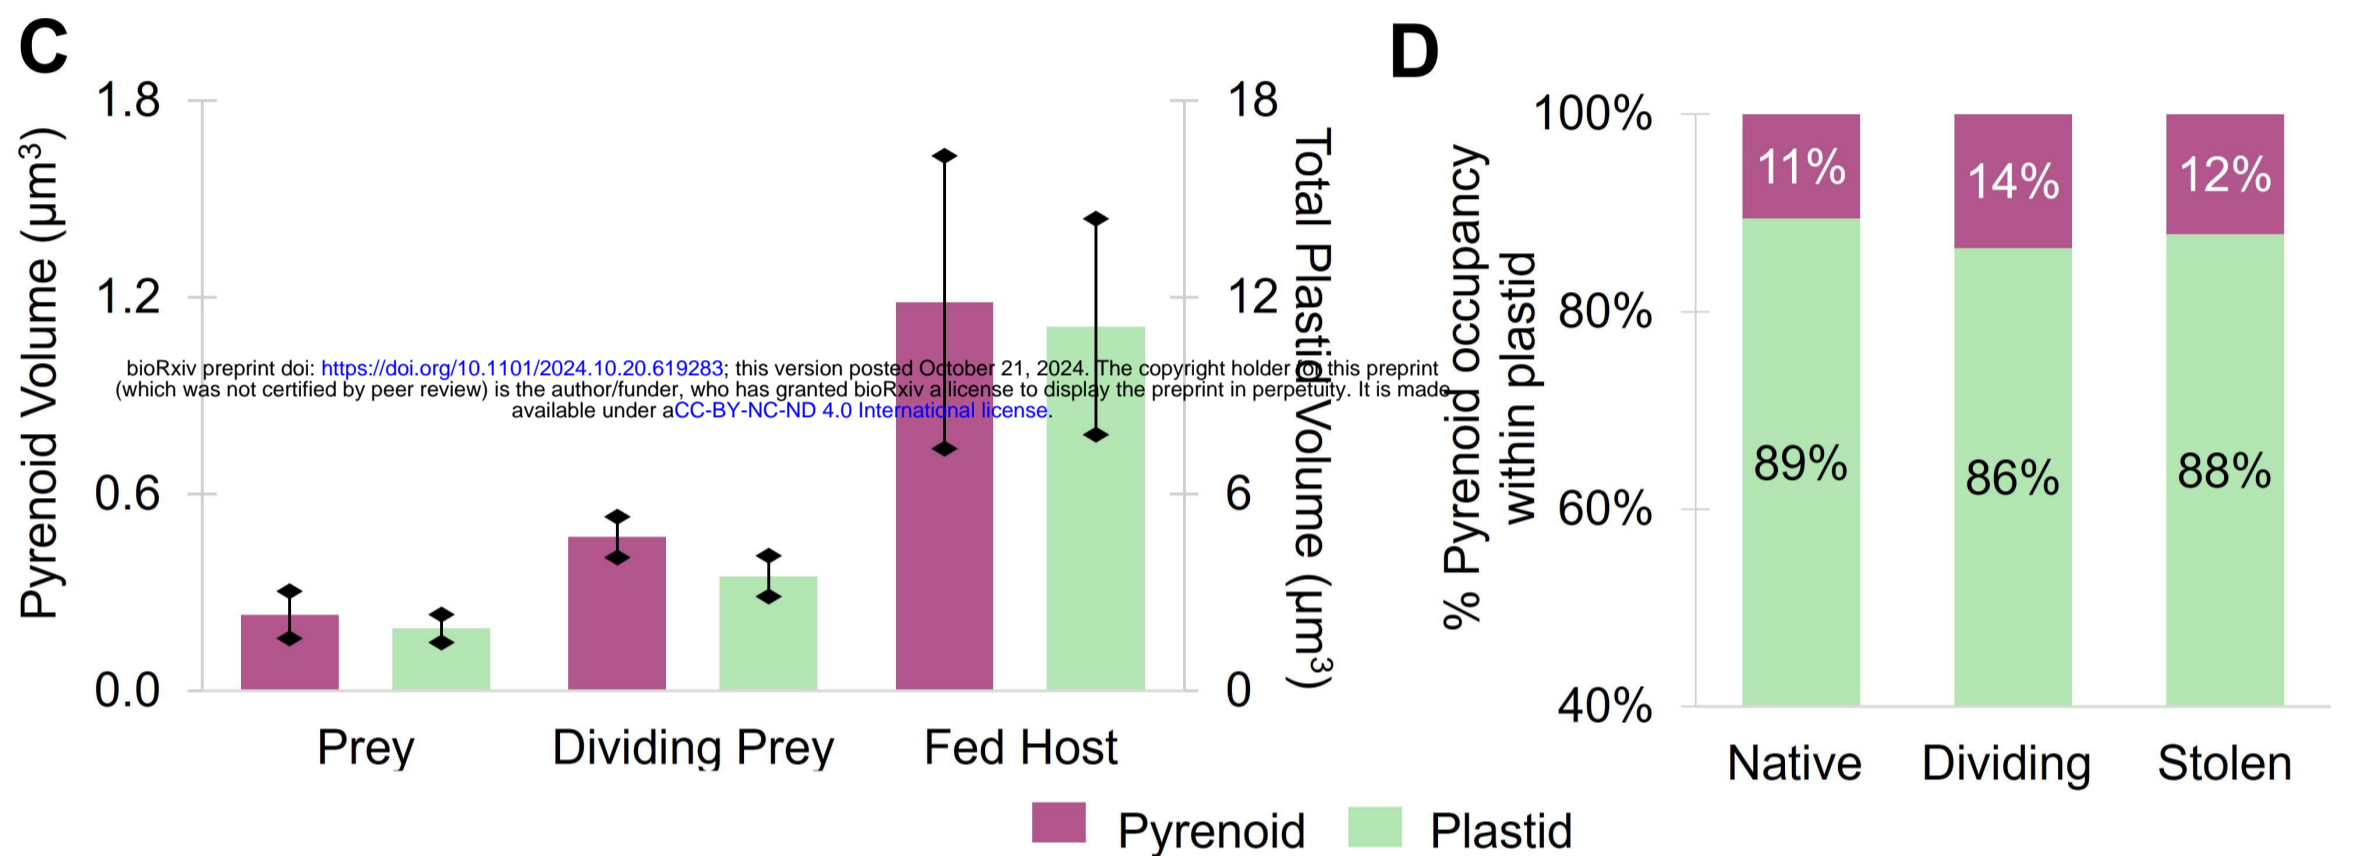 C
1.8
1.2
0.6
0.0
Pyrenoid Volume (µm³)
18
12
6
0
Total Plastid Volume (µm³)
bioRxiv preprint doi: https://doi.org/10.1101/2024.10.20.619283; this version posted October 21, 2024. The copyright holder for this preprint
(which was not certified by peer review) is the author/funder, who has granted bioRxiv a license to display the preprint in perpetuity. It is made
available under aCC-BY-NC-ND 4.0 International license.
Prey
Dividing Prey
Fed Host
D
100%
80%
60%
40%
% Pyrenoid occupancy
within plastid
11%
14%
12%
89%
86%
88%
Native
Dividing
Stolen
Pyrenoid
Plastid